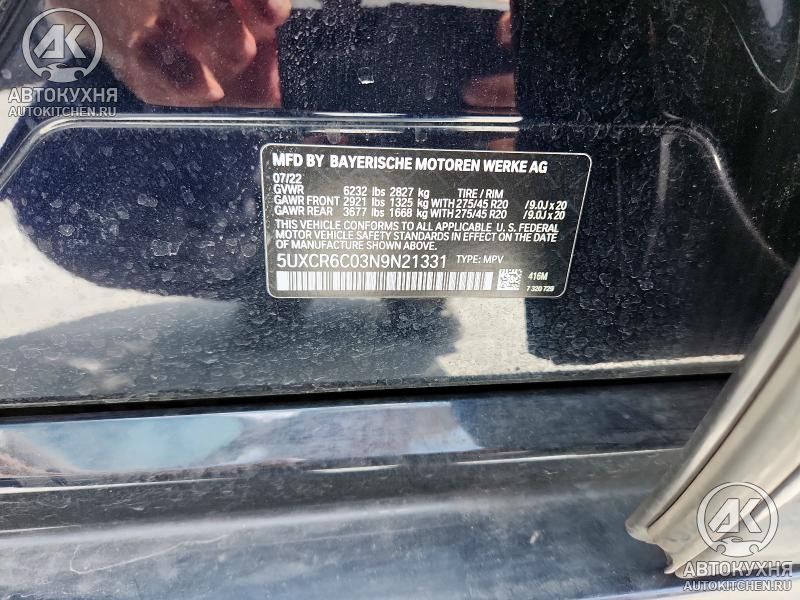 АК
АВТОКУХНЯ
AUTOKITCHEN.RU
MFD BY BAYERISCHE MOTOREN WERKE AG
07/22
GVWR 6232 lbs 2827 kg TIRE / RIM
GAWR FRONT 2921 lbs 1325 kg WITH 275/45 R20 /9.0J x 20
GAWR REAR 3677 lbs 1668 kg WITH 275/45 R20 /9.0J x 20
THIS VEHICLE CONFORMS TO ALL APPLICABLE U. S. FEDERAL
MOTOR VEHICLE SAFETY STANDARDS IN EFFECT ON THE DATE
OF MANUFACTURE SHOWN ABOVE.
5UXCR6C03N9N21331 TYPE: MPV
416M
7 320 729
АК
АВТОКУХНЯ
AUTOKITCHEN.RU